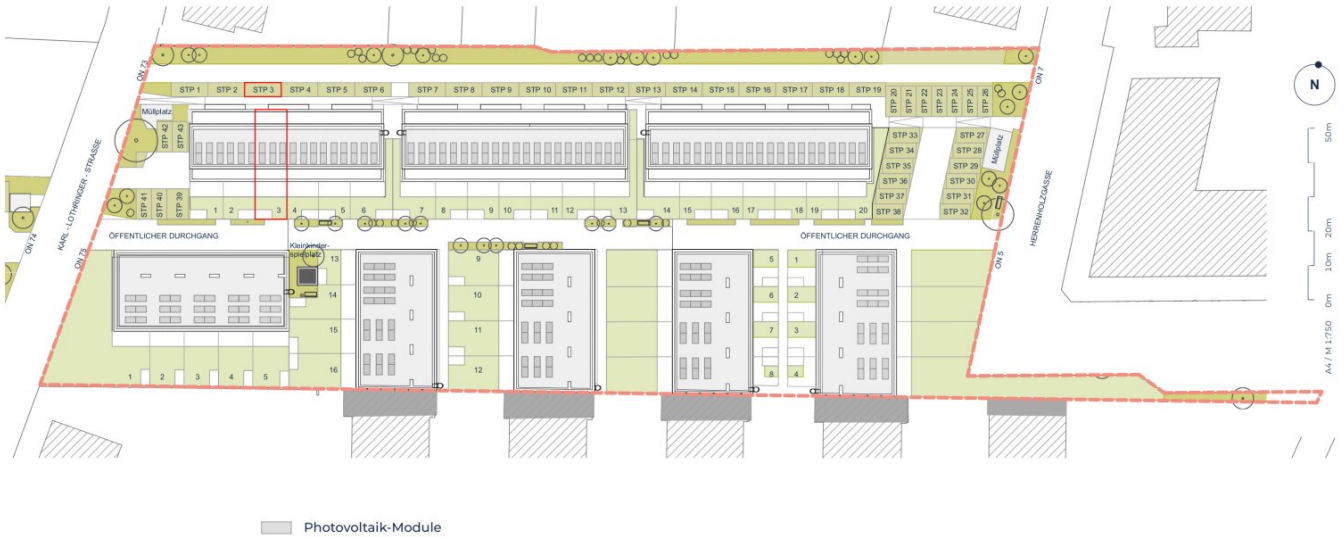 ON 73
ON 7
STP 1 STP 2 STP 3 STP 4 STP 5 STP 6 STP 7 STP 8 STP 9 STP 10 STP 11 STP 12 STP 13 STP 14 STP 15 STP 16 STP 17 STP 18 STP 19
STP 20
STP 21
STP 22
STP 23
STP 24
STP 25
STP 26
N
Müllplatz
STP 42
STP 43
STP 33 STP 27
STP 34 STP 28
STP 35 STP 29
STP 36 STP 30
STP 37 STP 31
STP 38 STP 32
Müllplatz
KARL - LOTHRINGER - STRASSE
HERRENHOLZGASSE
STP 41
STP 40
STP 39
1 2 3 4 5 6 7 8 9 10 11 12 13 14 15 16 17 18 19 20
ÖFFENTLICHER DURCHGANG
ÖFFENTLICHER DURCHGANG
ON 74
ON 75
ON 5
Kleinkinder-
spielplatz
13
14
15
16
9
10
11
12
5 1
6 2
7 3
8 4
1 2 3 4 5
50m
20m
10m
0m
A4 / M 1:750
Photovoltaik-Module